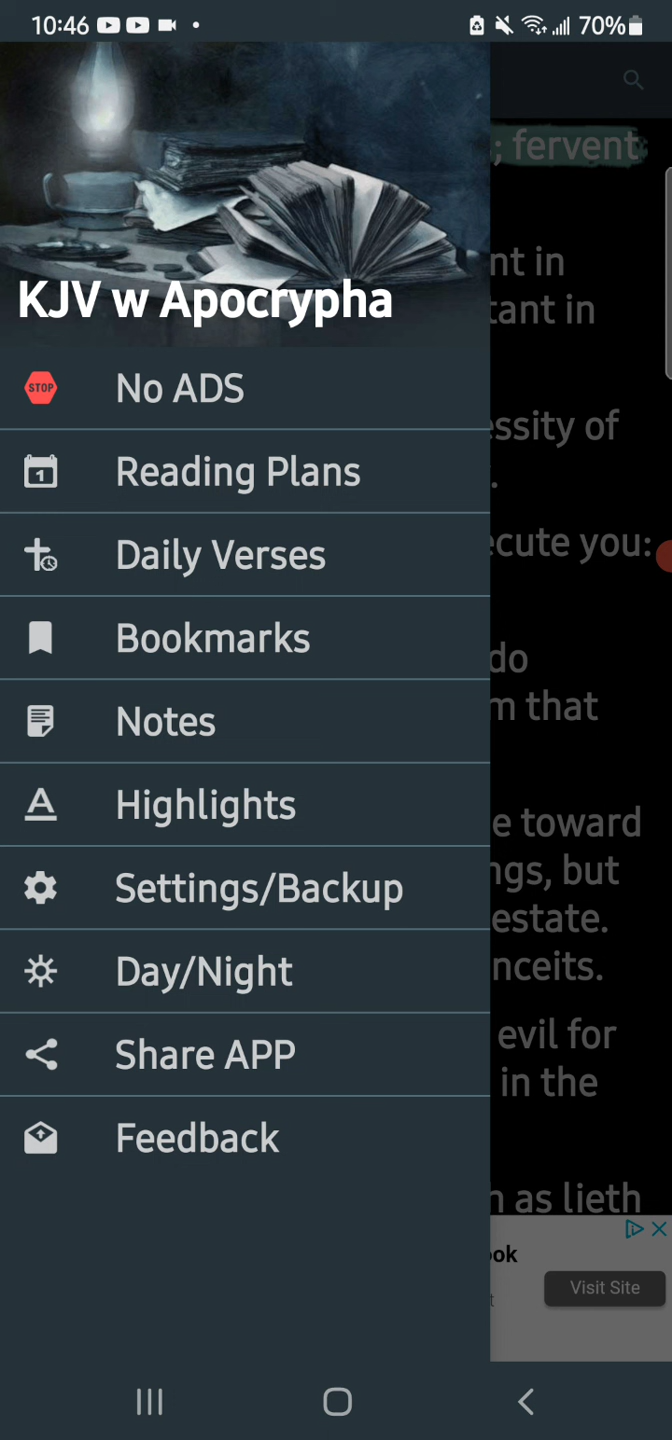 10:46
70%
; fervent
nt in
tant in
essity of
.
ecute you:
do
m that
e toward
ngs, but
estate.
nceits.
evil for
in the
h as lieth
KJV w Apocrypha
STOP
No ADS
1
Reading Plans
Daily Verses
Bookmarks
Notes
A
Highlights
Settings/Backup
Day/Night
Share APP
Feedback
ook
t
Visit Site